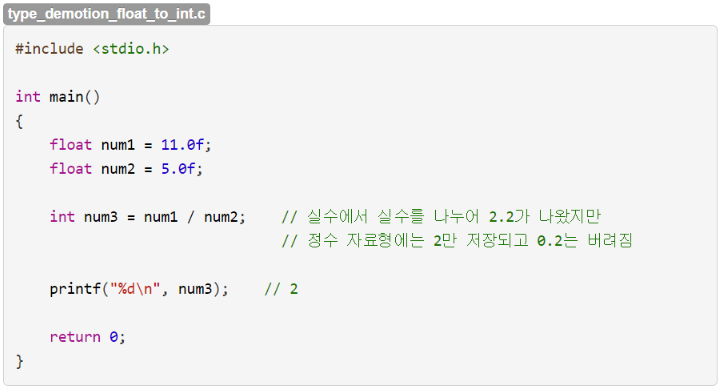 type_demotion_float_to_int.c
#include <stdio.h>
int main()
{
float num1 = 11.0f;
float num2 = 5.0f;
int num3 = num1 / num2;    // 실수에서 실수를 나누어 2.2가 나왔지만
// 정수 자료형에는 2만 저장되고 0.2는 버려짐
printf("%d\n", num3);    // 2
return 0;
}